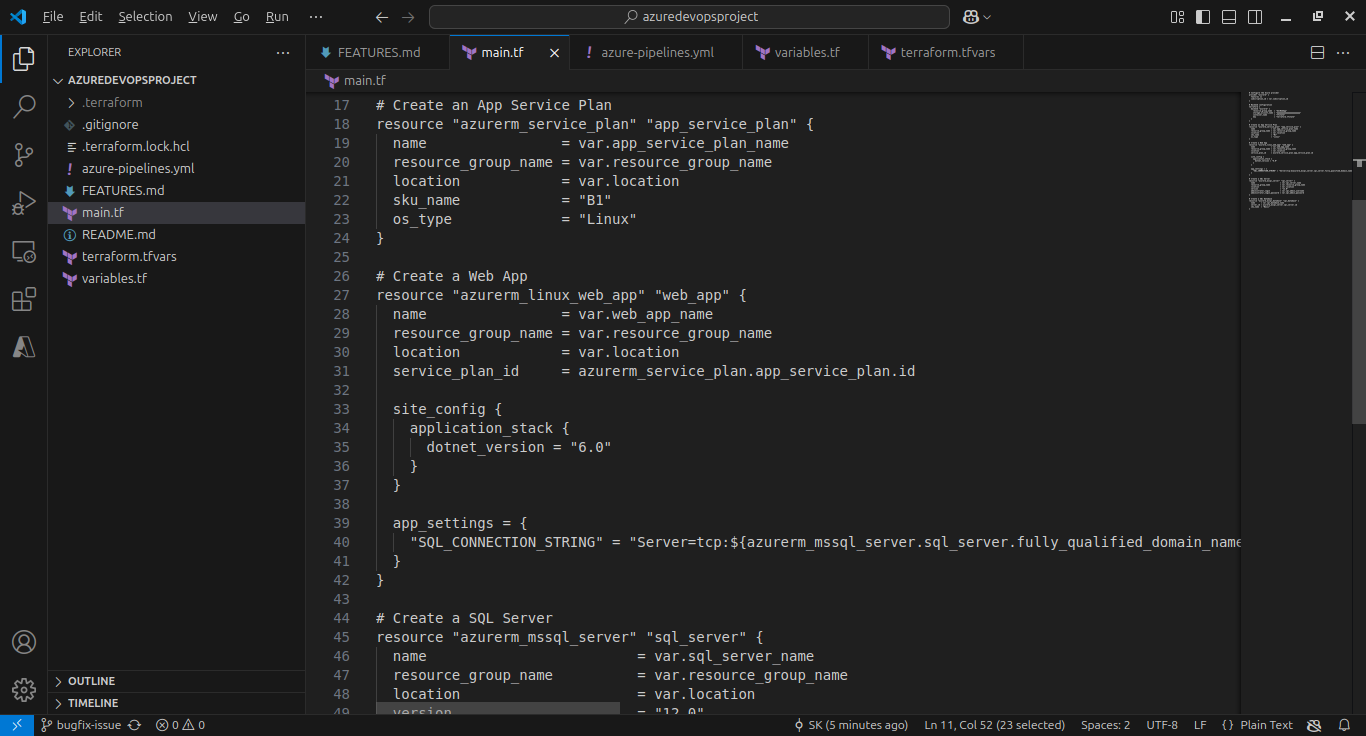 File Edit Selection View Go Run ··· azuredevopsproject
EXPLORER ···
AZUREDEVOPSPROJECT
.terraform
.gitignore
.terraform.lock.hcl
azure-pipelines.yml
FEATURES.md
main.tf
README.md
terraform.tfvars
variables.tf
OUTLINE
TIMELINE
FEATURES.md main.tf azure-pipelines.yml variables.tf terraform.tfvars
main.tf
17 # Create an App Service Plan
18 resource "azurerm_service_plan" "app_service_plan" {
19   name                = var.app_service_plan_name
20   resource_group_name = var.resource_group_name
21   location            = var.location
22   sku_name            = "B1"
23   os_type             = "Linux"
24 }
25
26 # Create a Web App
27 resource "azurerm_linux_web_app" "web_app" {
28   name                = var.web_app_name
29   resource_group_name = var.resource_group_name
30   location            = var.location
31   service_plan_id     = azurerm_service_plan.app_service_plan.id
32
33   site_config {
34     application_stack {
35       dotnet_version = "6.0"
36     }
37   }
38
39   app_settings = {
40     "SQL_CONNECTION_STRING" = "Server=tcp:${azurerm_mssql_server.sql_server.fully_qualified_domain_name
41   }
42 }
43
44 # Create a SQL Server
45 resource "azurerm_mssql_server" "sql_server" {
46   name                         = var.sql_server_name
47   resource_group_name          = var.resource_group_name
48   location                     = var.location
49   version                      = "12.0"
bugfix-issue 0 0 SK (5 minutes ago) Ln 11, Col 52 (23 selected) Spaces: 2 UTF-8 LF {} Plain Text